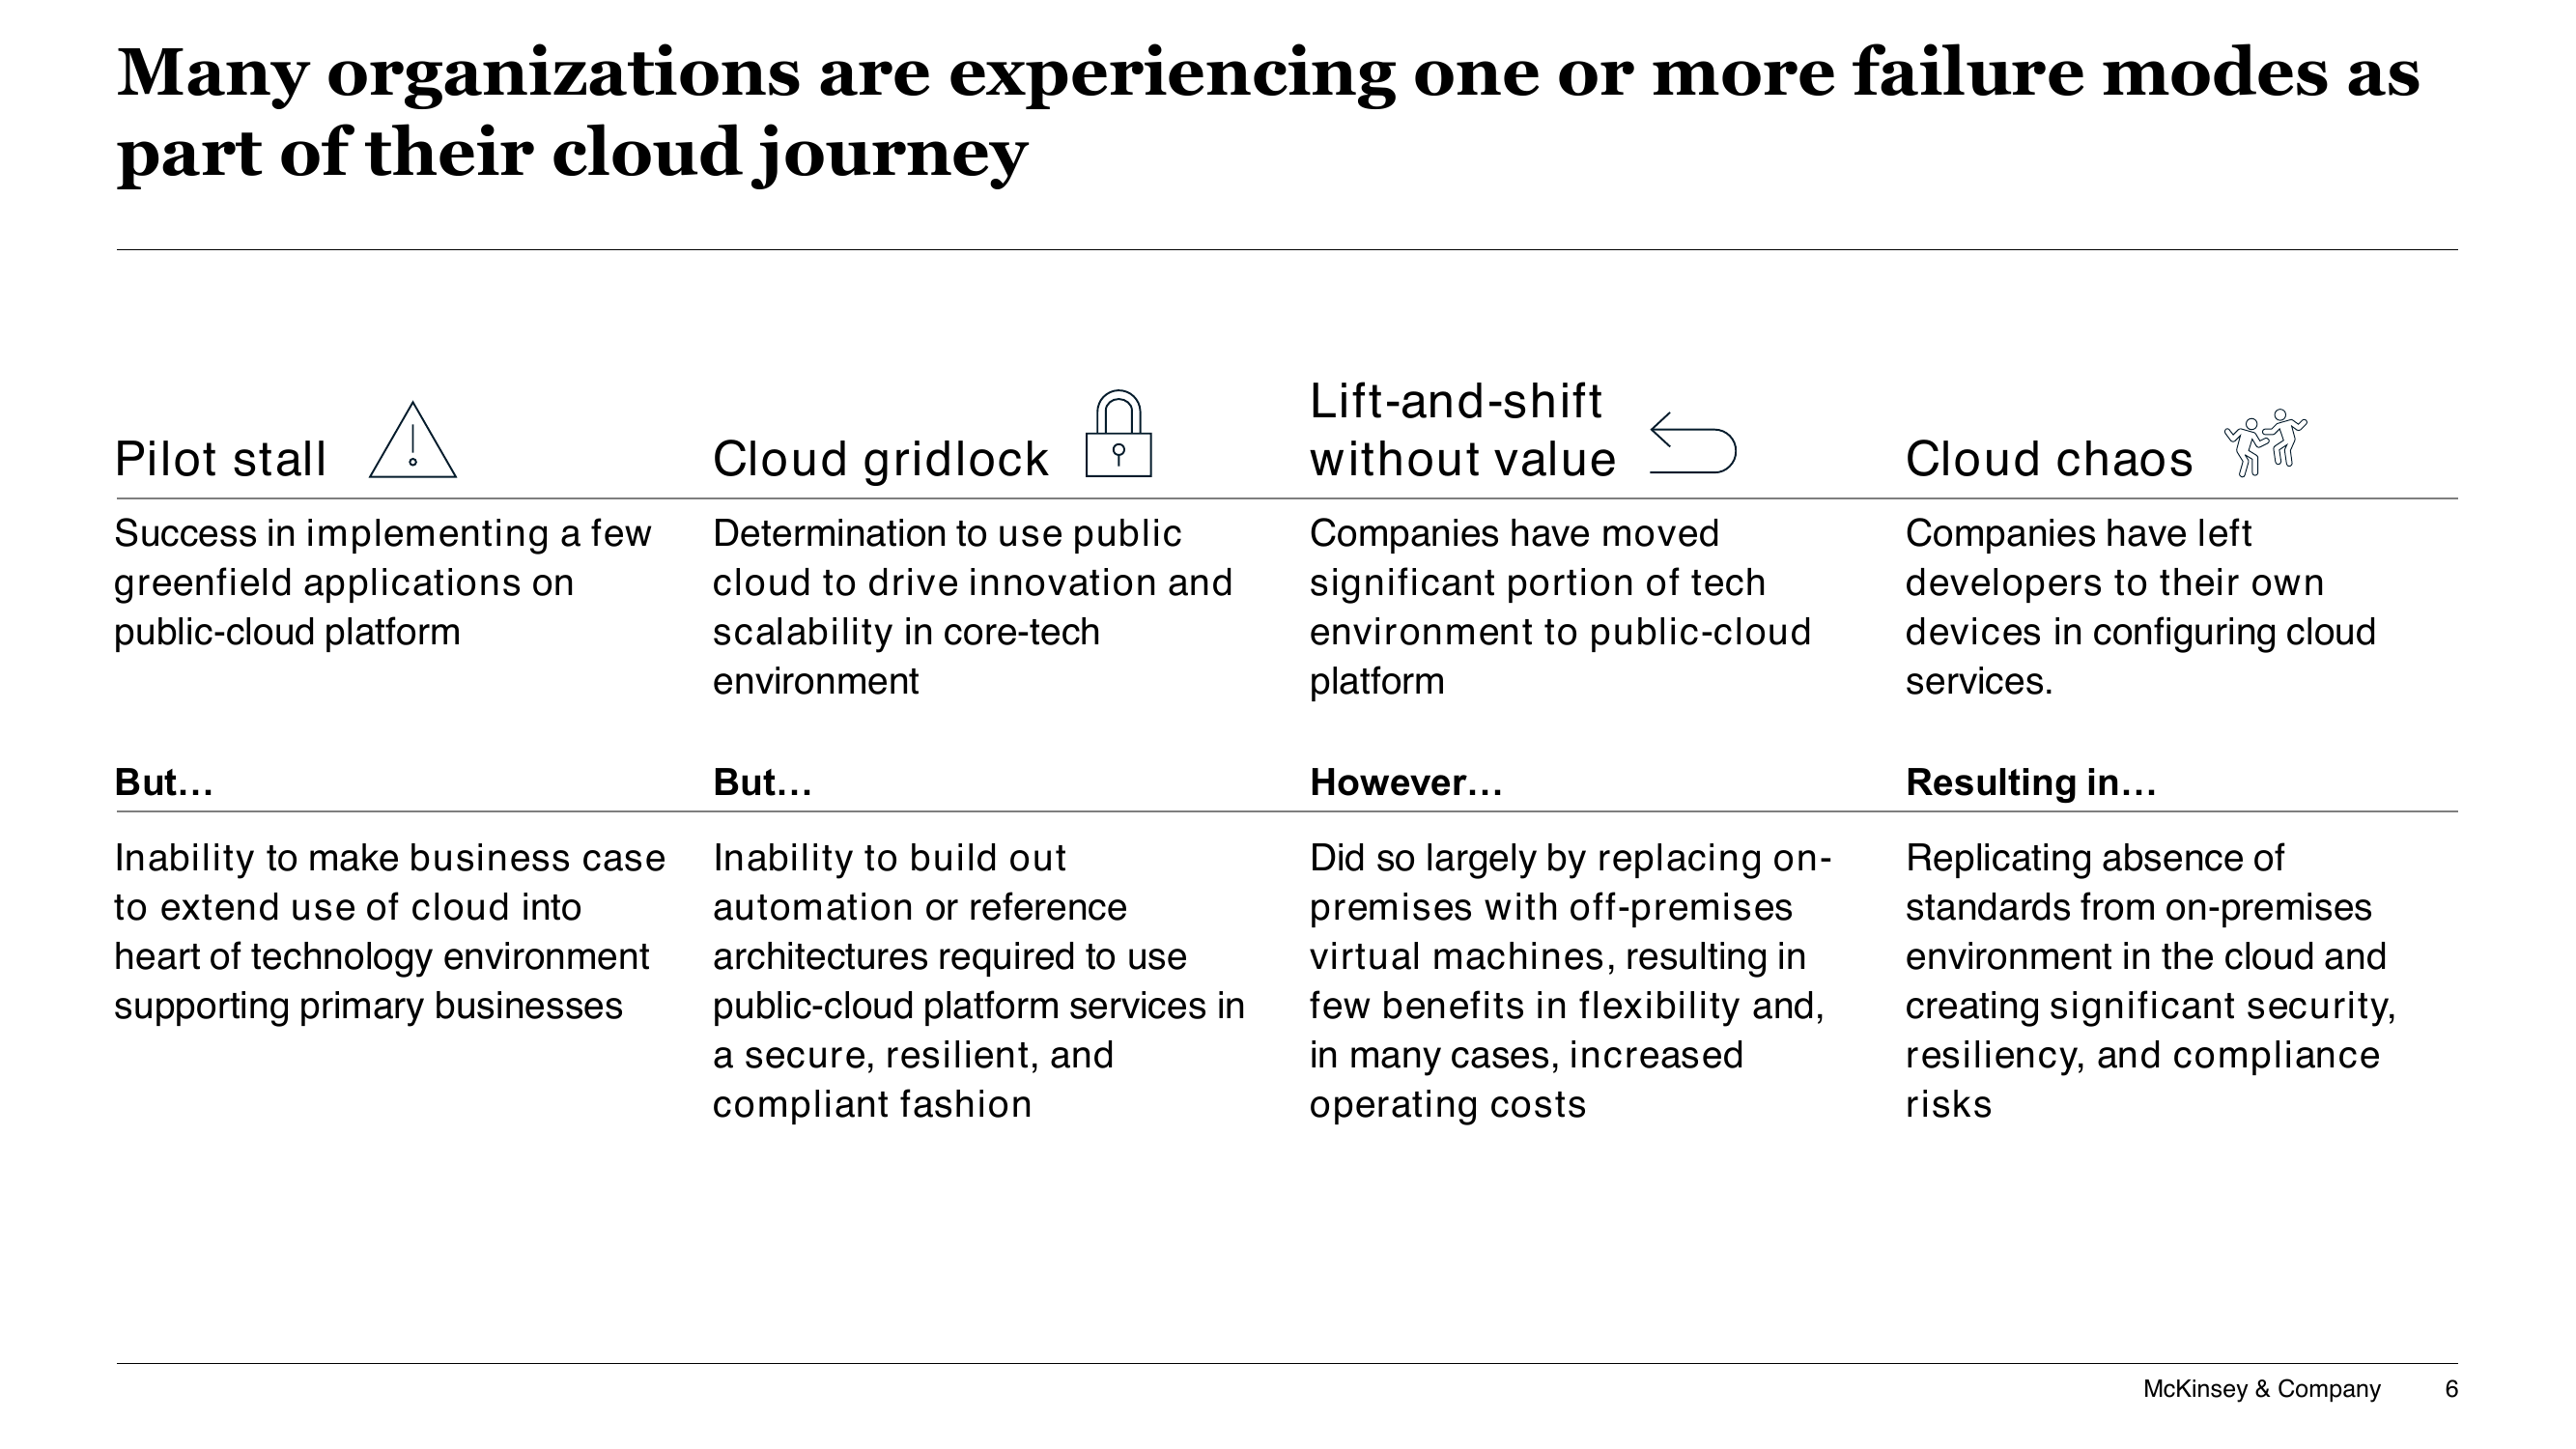 Many organizations are experiencing one or more failure modes as
part of their cloud journey
Pilot stall
Success in implementing a few
greenfield applications on
public-cloud platform
But…
Inability to make business case
to extend use of cloud into
heart of technology environment
supporting primary businesses
Cloud gridlock
Determination to use public
cloud to drive innovation and
scalability in core-tech
environment
But…
Inability to build out
automation or reference
architectures required to use
public-cloud platform services in
a secure, resilient, and
compliant fashion
Lift-and-shift
without value
Companies have moved
significant portion of tech
environment to public-cloud
platform
However…
Did so largely by replacing on-
premises with off-premises
virtual machines, resulting in
few benefits in flexibility and,
in many cases, increased
operating costs
Cloud chaos
Companies have left
developers to their own
devices in configuring cloud
services.
Resulting in…
Replicating absence of
standards from on-premises
environment in the cloud and
creating significant security,
resiliency, and compliance
risks
McKinsey & Company 6